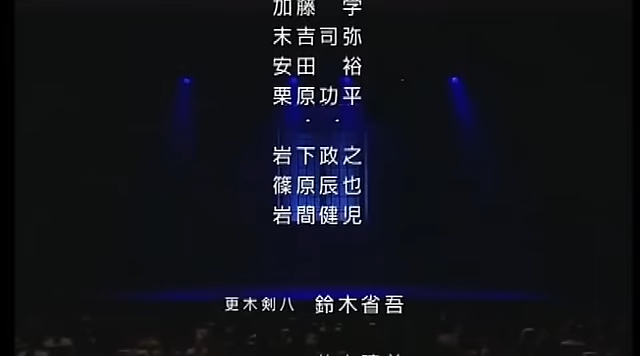 加藤　学
末吉司弥
安田　裕
栗原功平
・・
岩下政之
篠原辰也
岩間健児
更木剣八　鈴木省吾